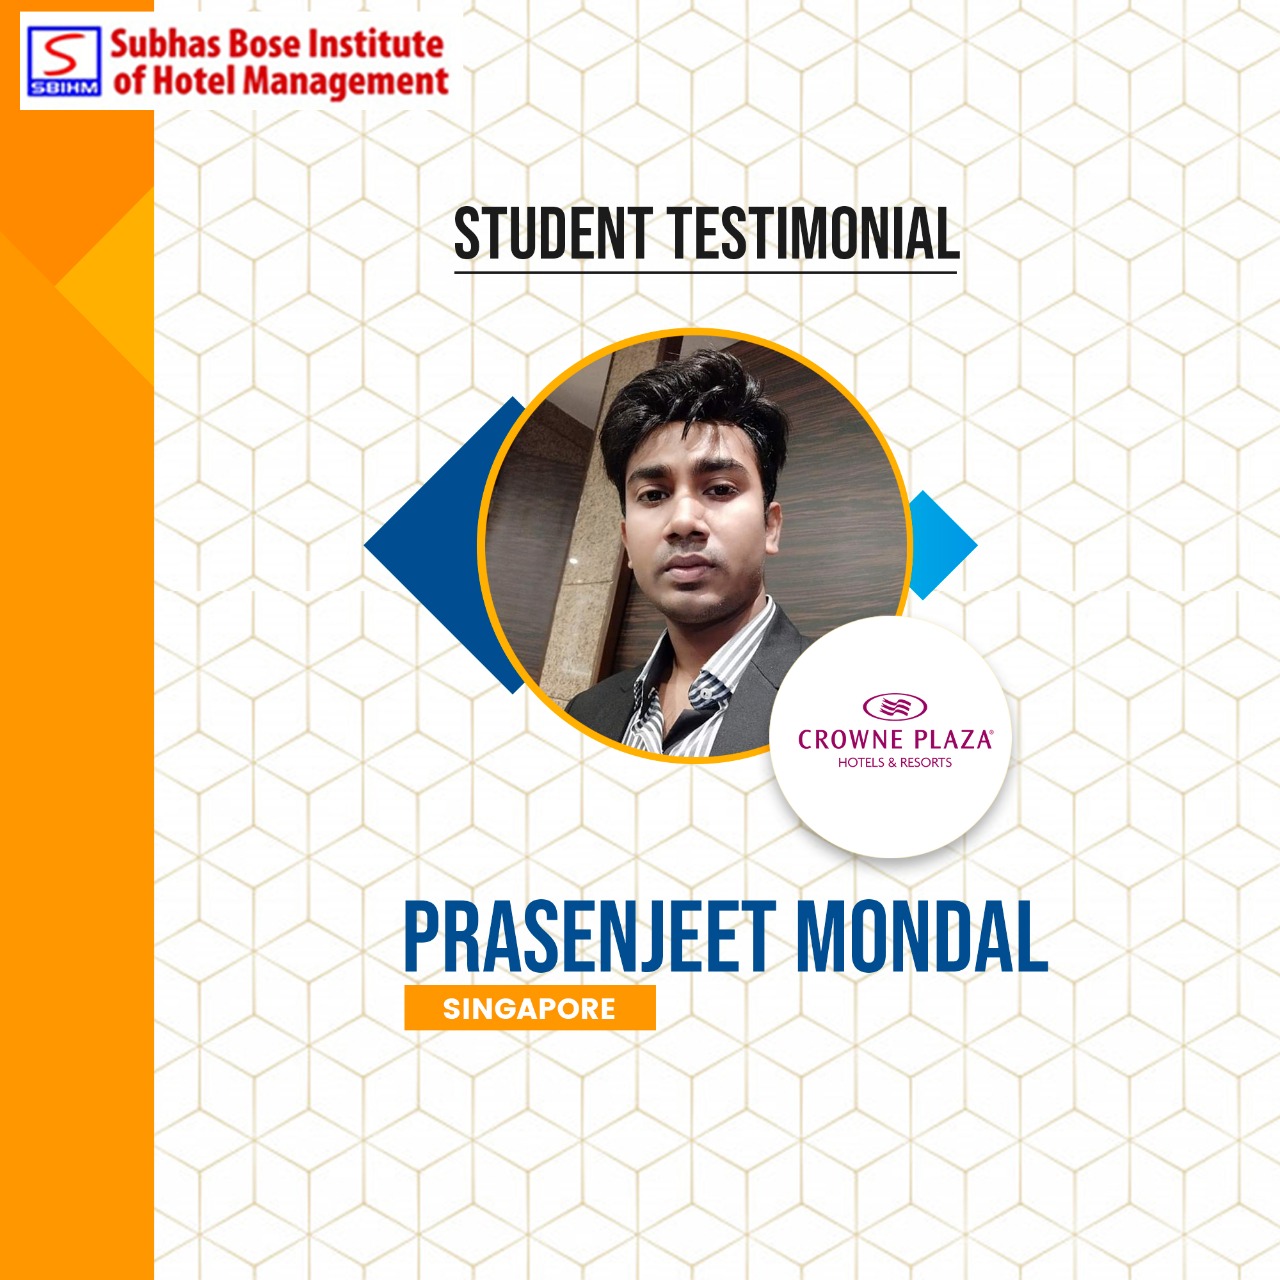 SBIHM
Subhas Bose Institute
of Hotel Management
STUDENT TESTIMONIAL
CROWNE PLAZA®
HOTELS & RESORTS
PRASENJEET MONDAL
SINGAPORE